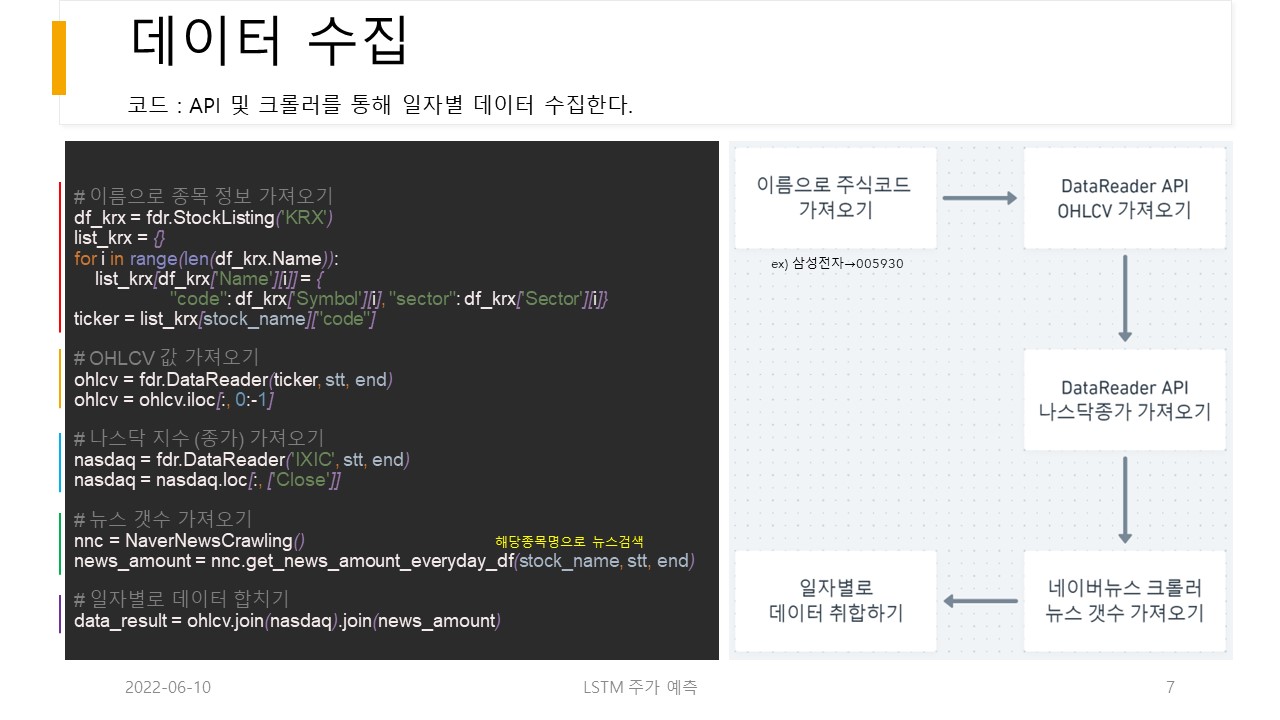 데이터 수집
코드 : API 및 크롤러를 통해 일자별 데이터 수집한다.
# 이름으로 종목 정보 가져오기
df_krx = fdr.StockListing('KRX')
list_krx = {}
for i in range(len(df_krx.Name)):
list_krx[df_krx['Name'][i]] = {
"code": df_krx['Symbol'][i], "sector": df_krx['Sector'][i]}
ticker = list_krx[stock_name]["code"]
# OHLCV 값 가져오기
ohlcv = fdr.DataReader(ticker, stt, end)
ohlcv = ohlcv.iloc[:, 0:-1]
# 나스닥 지수 (종가) 가져오기
nasdaq = fdr.DataReader('IXIC', stt, end)
nasdaq = nasdaq.loc[:, ['Close']]
# 뉴스 갯수 가져오기
nnc = NaverNewsCrawling()
해당종목명으로 뉴스검색
news_amount = nnc.get_news_amount_everyday_df(stock_name, stt, end)
# 일자별로 데이터 합치기
data_result = ohlcv.join(nasdaq).join(news_amount)
이름으로 주식코드
가져오기
ex) 삼성전자→005930
DataReader API
OHLCV 가져오기
DataReader API
나스닥종가 가져오기
네이버뉴스 크롤러
뉴스 갯수 가져오기
일자별로
데이터 취합하기
2022-06-10
LSTM 주가 예측
7